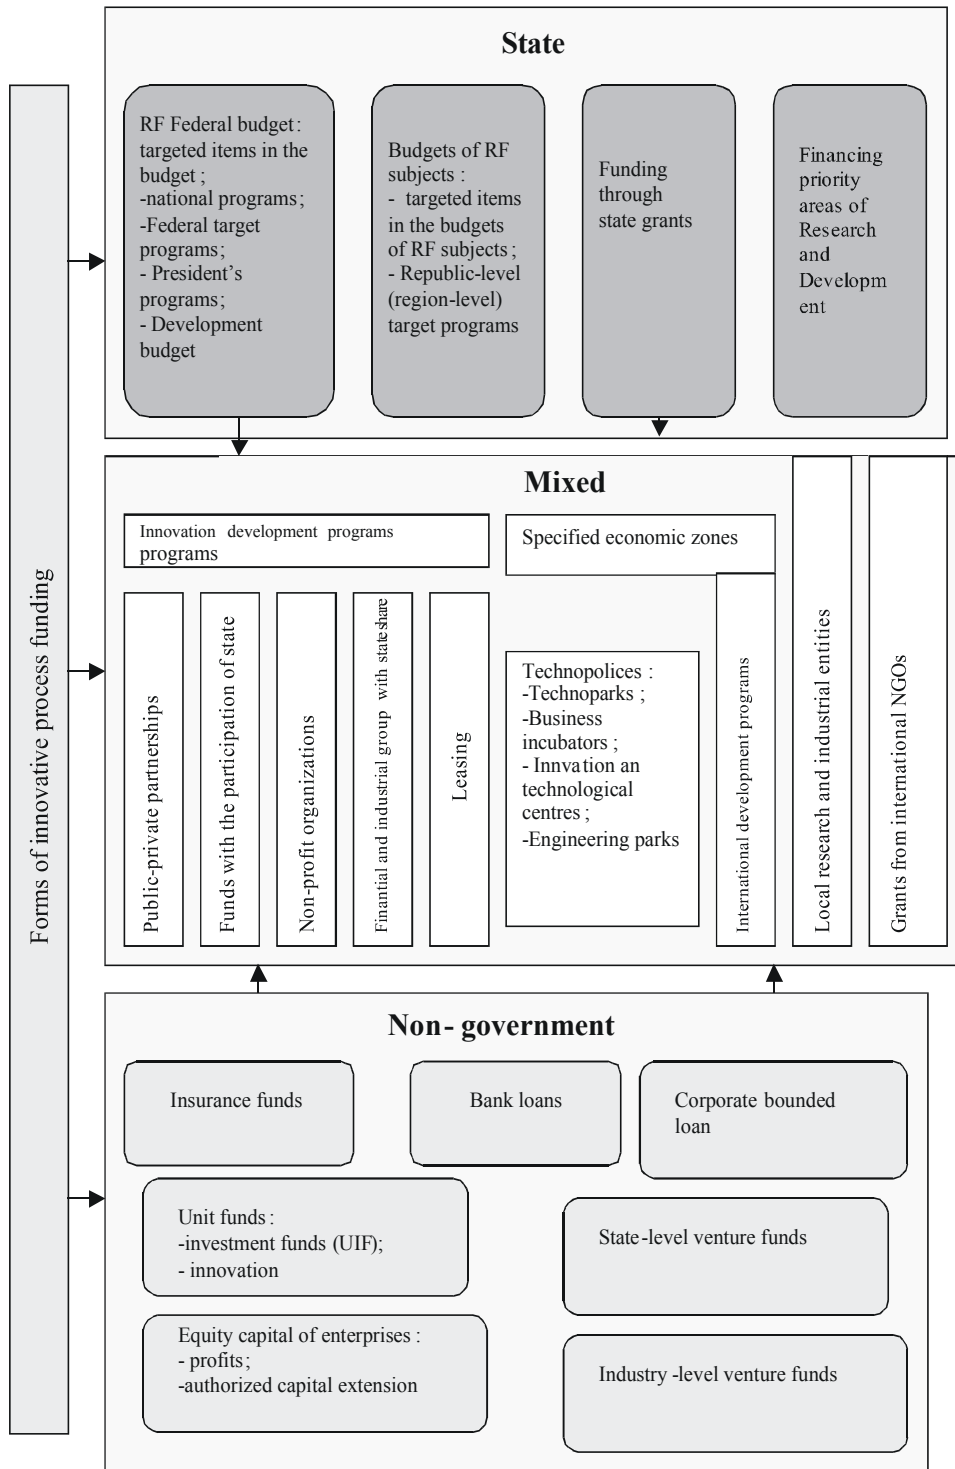 State
RF Federal budget:
targeted items in the
budget;
-national programs;
-Federal target
programs;
- President's
programs;
- Development
budget
Budgets of RF
subjects:
- targeted items
in the budgets
of RF subjects;
- Republic-level
(region-level)
target programs
Funding
through
state grants
Financing
priority
areas of
Research
and
Developm
ent
Forms of innovative process funding
Mixed
Innovation development programs
programs
Specified economic zones
Public-private partnerships
Funds with the participation of state
Non-profit organizations
Finantial and industrial group with state share
Leasing
Technopolices:
-Technoparks;
-Business
incubators;
- Innvation an
technological
centres;
-Engineering parks
International development programs
Local research and industrial entities
Grants from international NGOs
Non- government
Insurance funds
Bank loans
Corporate bounded
loan
Unit funds:
-investment funds (UIF);
- innovation
State-level venture funds
Equity capital of enterprises:
- profits;
-authorized capital extension
Industry -level venture funds